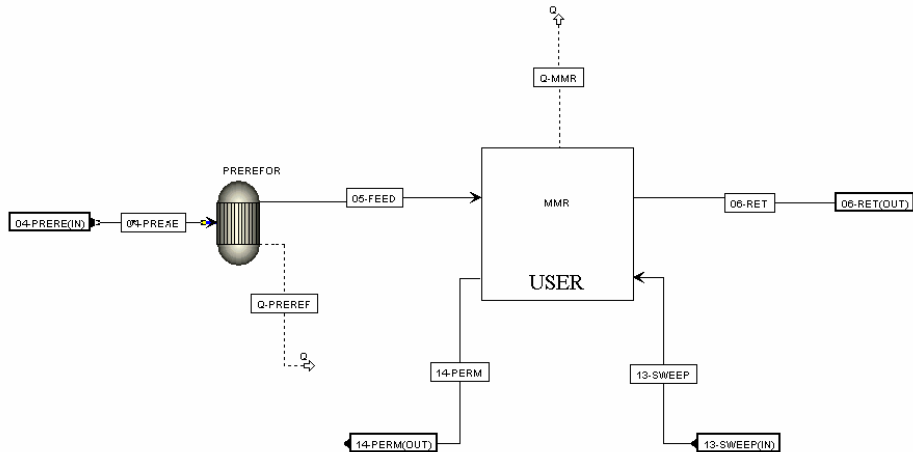 Q
Q-MMR
PREREFOR
05-FEED
MMR
06-RET
06-RET(OUT)
04-PRERE(IN)
USER
Q-PREREF
Q
14-PERM
13-SWEEP
14-PERM(OUT)
13-SWEEP(IN)